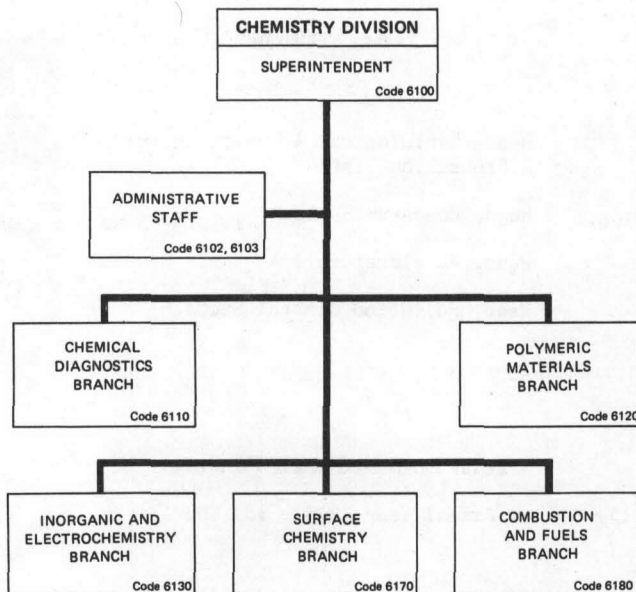 CHEMISTRY DIVISION
SUPERINTENDENT
Code 6100
ADMINISTRATIVE
STAFF
Code 6102, 6103
CHEMICAL
DIAGNOSTICS
BRANCH
Code 6110
POLYMERIC
MATERIALS
BRANCH
Code 6120
INORGANIC AND
ELECTROCHEMISTRY
BRANCH
Code 6130
SURFACE
CHEMISTRY
BRANCH
Code 6170
COMBUSTION
AND FUELS
BRANCH
Code 6180